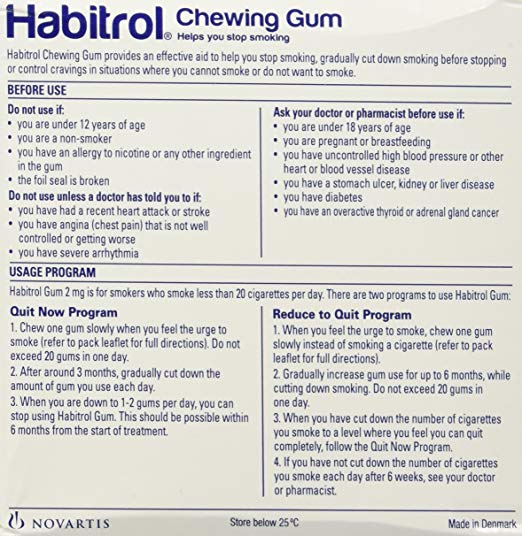 Habitrol® Chewing Gum
Helps you stop smoking
Habitrol Chewing Gum provides an effective aid to help you stop smoking, gradually cut down smoking before stopping
or control cravings in situations where you cannot smoke or do not want to smoke.
BEFORE USE
Do not use if:
• you are under 12 years of age
• you are a non-smoker
• you have an allergy to nicotine or any other ingredient
in the gum
• the foil seal is broken
Do not use unless a doctor has told you to if:
• you have had a recent heart attack or stroke
• you have angina (chest pain) that is not well
controlled or getting worse
• you have severe arrhythmia
Ask your doctor or pharmacist before use if:
• you are under 18 years of age
• you are pregnant or breastfeeding
• you have uncontrolled high blood pressure or other
heart or blood vessel disease
• you have a stomach ulcer, kidney or liver disease
• you have diabetes
• you have an overactive thyroid or adrenal gland cancer
USAGE PROGRAM
Habitrol Gum 2 mg is for smokers who smoke less than 20 cigarettes per day. There are two programs to use Habitrol Gum:
Quit Now Program
1. Chew one gum slowly when you feel the urge to
smoke (refer to pack leaflet for full directions). Do not
exceed 20 gums in one day.
2. After around 3 months, gradually cut down the
amount of gum you use each day.
3. When you are down to 1-2 gums per day, you can
stop using Habitrol Gum. This should be possible within
6 months from the start of treatment.
Reduce to Quit Program
1. When you feel the urge to smoke, chew one gum
slowly instead of smoking a cigarette (refer to pack
leaflet for full directions).
2. Gradually increase gum use for up to 6 months, while
cutting down smoking. Do not exceed 20 gums in
one day.
3. When you have cut down the number of cigarettes
you smoke to a level where you feel you can quit
completely, follow the Quit Now Program.
4. If you have not cut down the number of cigarettes
you smoke each day after 6 weeks, see your doctor
or pharmacist.
NOVARTIS
Store below 25°C
Made in Denmark